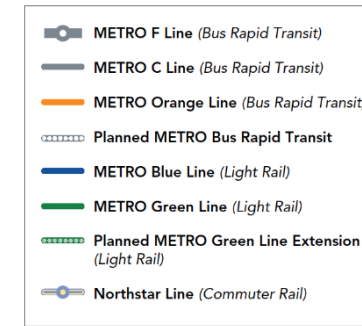 METRO F Line (Bus Rapid Transit)
METRO C Line (Bus Rapid Transit)
METRO Orange Line (Bus Rapid Transit
Planned METRO Bus Rapid Transit
METRO Blue Line (Light Rail)
METRO Green Line (Light Rail)
Planned METRO Green Line Extension
(Light Rail)
Northstar Line (Commuter Rail)